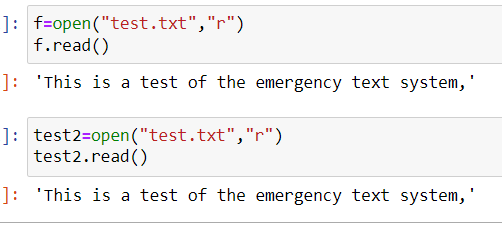 ]: f=open("test.txt","r")
f.read()
]: 'This is a test of the emergency text system,'
]: test2=open("test.txt","r")
test2.read()
]: 'This is a test of the emergency text system,'